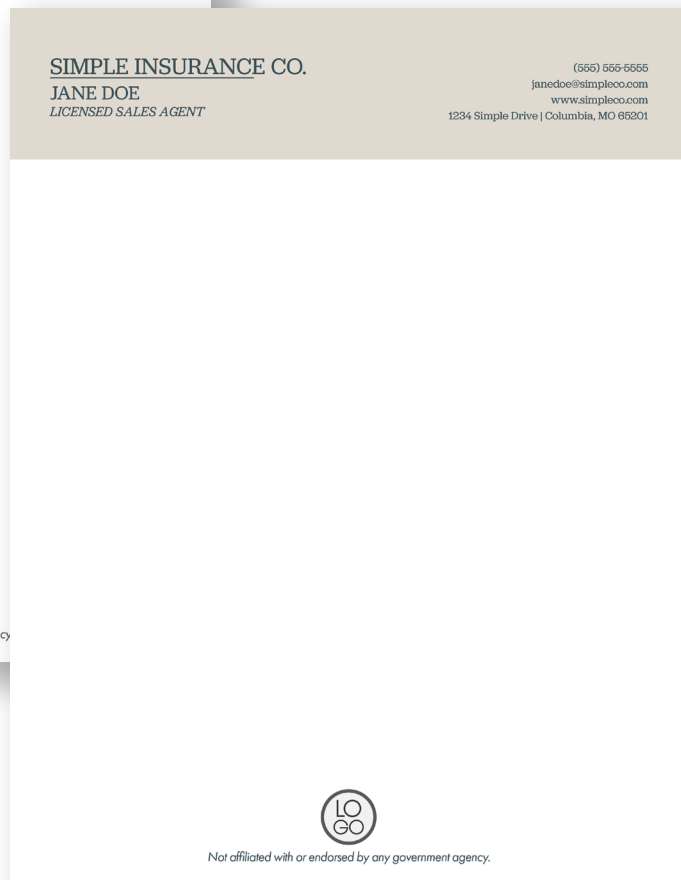 SIMPLE INSURANCE CO.
JANE DOE
LICENSED SALES AGENT
(555) 555-5555
janedoe@simpleco.com
www.simpleco.com
1234 Simple Drive | Columbia, MO 65201
cy
LO
GO
Not affiliated with or endorsed by any government agency.